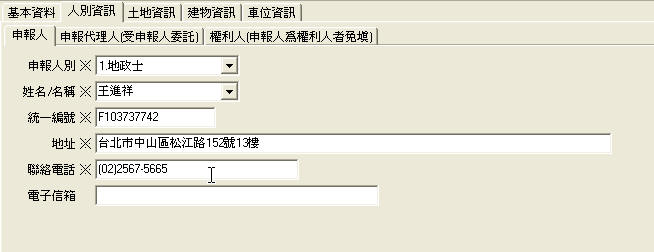 基本資料 人別資訊 土地資訊 建物資訊 車位資訊
申報人 申報代理人(受申報人委託) 權利人(申報人為權利人者免填)
申報人別 ※ 1.地政士
姓名/名稱 ※ 王進祥
統一編號 ※ F103737742
地址 ※ 台北市中山區松江路152號13樓
聯絡電話 ※ (02)2567-5665
電子信箱